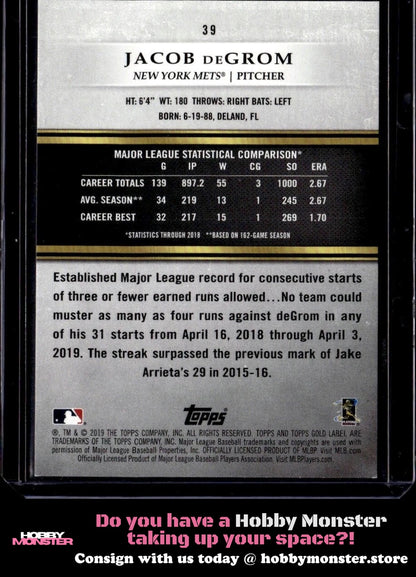 39
JACOB DEGROM
NEW YORK METS® | PITCHER
HT: 6'4" WT: 180 THROWS: RIGHT BATS: LEFT
BORN: 6-19-88, DELAND, FL
MAJOR LEAGUE STATISTICAL COMPARISON*
G IP W CG SO ERA
CAREER TOTALS 139 897.2 55 3 1000 2.67
AVG. SEASON** 34 219 13 1 245 2.67
CAREER BEST 32 217 15 1 269 1.70
*STATISTICS THROUGH 2018 **BASED ON 162-GAME SEASON
Established Major League record for consecutive starts
of three or fewer earned runs allowed...No team could
muster as many as four runs against deGrom in any
of his 31 starts from April 16, 2018 through April 3,
2019. The streak surpassed the previous mark of Jake
Arrieta's 29 in 2015-16.
Topps
®, TM & © 2019 THE TOPPS COMPANY, INC. ALL RIGHTS RESERVED. TOPPS AND TOPPS GOLD LABEL ARE
TRADEMARKS OF THE TOPPS COMPANY, INC. Major League Baseball trademarks and copyrights are used with
permission of Major League Baseball Properties, Inc. OFFICIALLY LICENSED PRODUCT OF MLBP Visit MLB.com
Officially Licensed Product of Major League Baseball Players Association. Visit MLBPlayers.com.
HOBBY
MONSTER
Do you have a Hobby Monster
taking up your space?!
Consign with us today @ hobbymonster.store